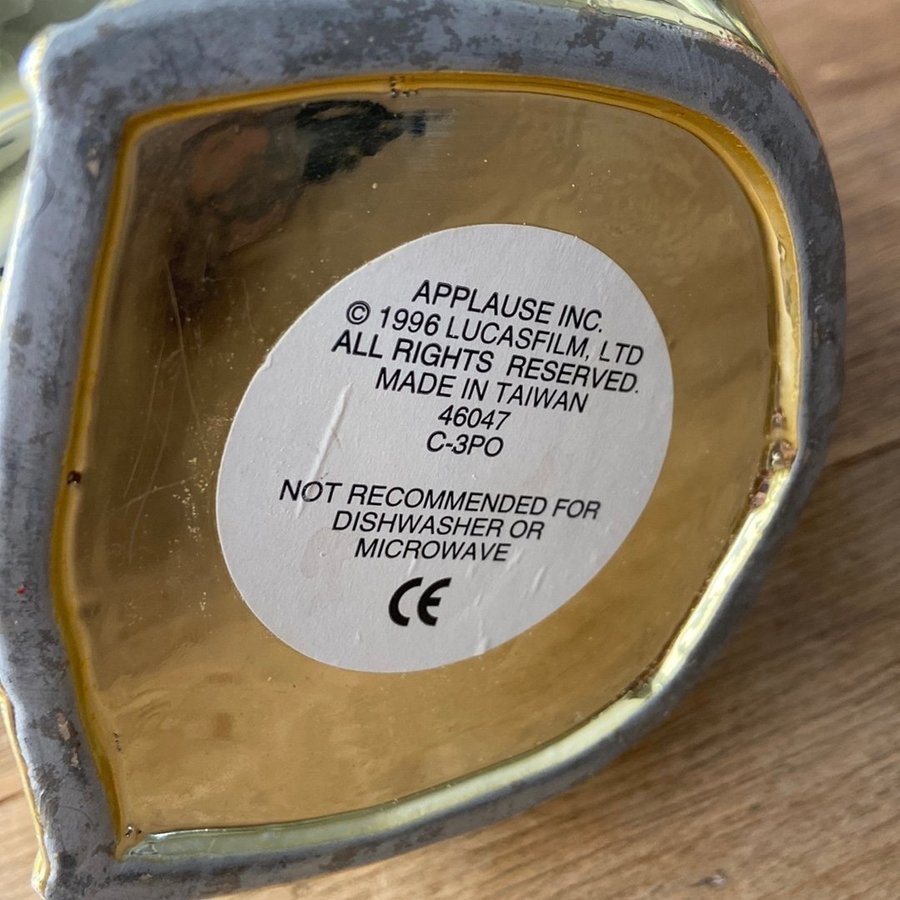 APPLAUSE INC.
© 1996 LUCASFILM, LTD
ALL RIGHTS RESERVED.
MADE IN TAIWAN
46047
C-3PO
NOT RECOMMENDED FOR
DISHWASHER OR
MICROWAVE
CE